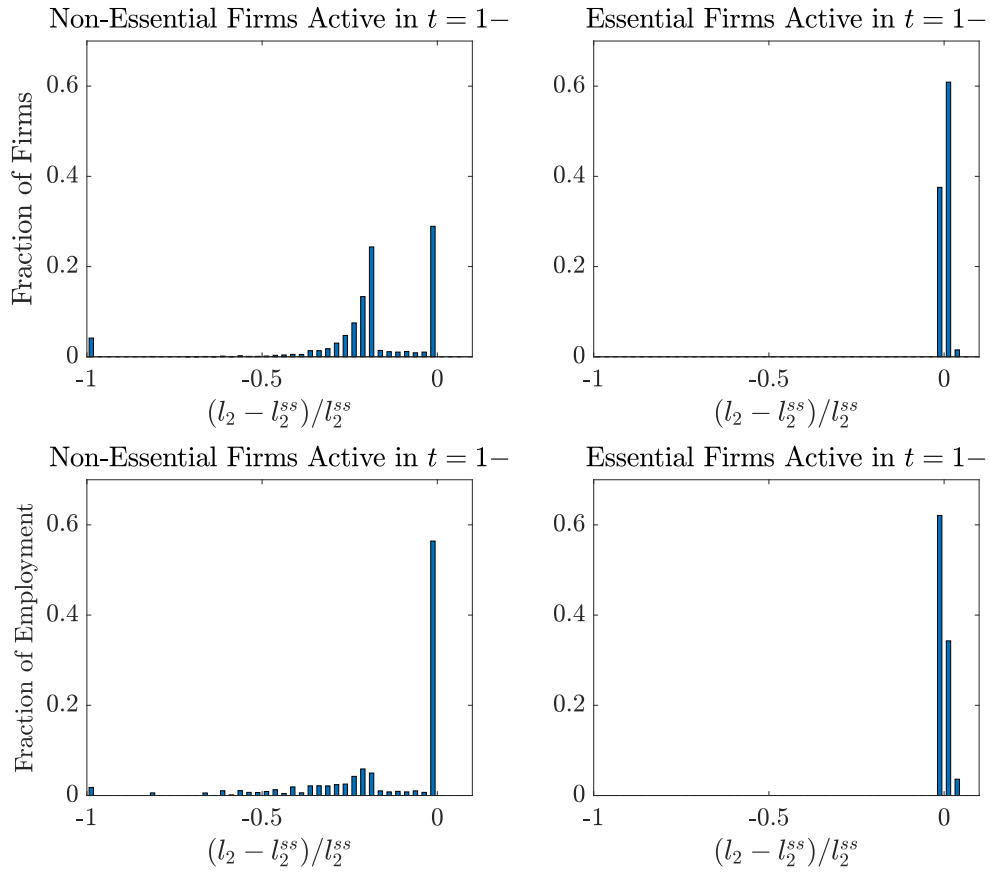 Non-Essential Firms Active in t = 1−
Essential Firms Active in t = 1−
Fraction of Firms
0.6
0.4
0.2
0
-1
-0.5
0
(l₂ − l₂ˢˢ)/l₂ˢˢ
0.6
0.4
0.2
0
-1
-0.5
0
(l₂ − l₂ˢˢ)/l₂ˢˢ
Non-Essential Firms Active in t = 1−
Essential Firms Active in t = 1−
Fraction of Employment
0.6
0.4
0.2
0
-1
-0.5
0
(l₂ − l₂ˢˢ)/l₂ˢˢ
0.6
0.4
0.2
0
-1
-0.5
0
(l₂ − l₂ˢˢ)/l₂ˢˢ